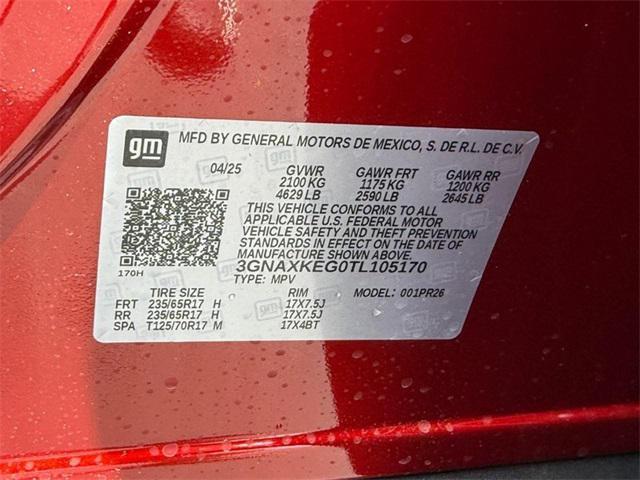 gm MFD BY GENERAL MOTORS DE MEXICO, S. DE R.L. DE C.V.
04/25 GVWR GAWR FRT GAWR RR
2100 KG 1175 KG 1200 KG
4629 LB 2590 LB 2645 LB
THIS VEHICLE CONFORMS TO ALL
APPLICABLE U.S. FEDERAL MOTOR
VEHICLE SAFETY AND THEFT PREVENTION
STANDARDS IN EFFECT ON THE DATE OF
MANUFACTURE SHOWN ABOVE.
170H 3GNAXKEG0TL105170
TYPE: MPV
TIRE SIZE RIM MODEL: 001PR26
FRT 235/65R17 H 17X7.5J
RR 235/65R17 H 17X7.5J
SPA T125/70R17 M 17X4BT